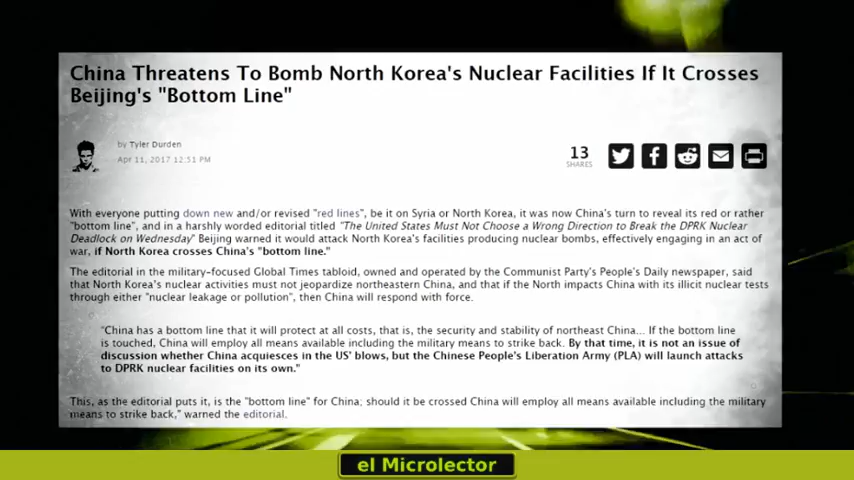 China Threatens To Bomb North Korea's Nuclear Facilities If It Crosses
Beijing's "Bottom Line"
by Tyler Durden
Apr 11, 2017 12:51 PM
13
SHARES
With everyone putting down new and/or revised "red lines", be it on Syria or North Korea, it was now China's turn to reveal its red or rather
"bottom line", and in a harshly worded editorial titled "The United States Must Not Choose a Wrong Direction to Break the DPRK Nuclear
Deadlock on Wednesday" Beijing warned it would attack North Korea's facilities producing nuclear bombs, effectively engaging in an act of
war, if North Korea crosses China's "bottom line."
The editorial in the military-focused Global Times tabloid, owned and operated by the Communist Party's People's Daily newspaper, said
that North Korea's nuclear activities must not jeopardize northeastern China, and that if the North impacts China with its illicit nuclear tests
through either "nuclear leakage or pollution", then China will respond with force.
"China has a bottom line that it will protect at all costs, that is, the security and stability of northeast China... If the bottom line
is touched, China will employ all means available including the military means to strike back. By that time, it is not an issue of
discussion whether China acquiesces in the US' blows, but the Chinese People's Liberation Army (PLA) will launch attacks
to DPRK nuclear facilities on its own."
This, as the editorial puts it, is the "bottom line" for China; should it be crossed China will employ all means available including the military
means to strike back," warned the editorial.
el Microlector